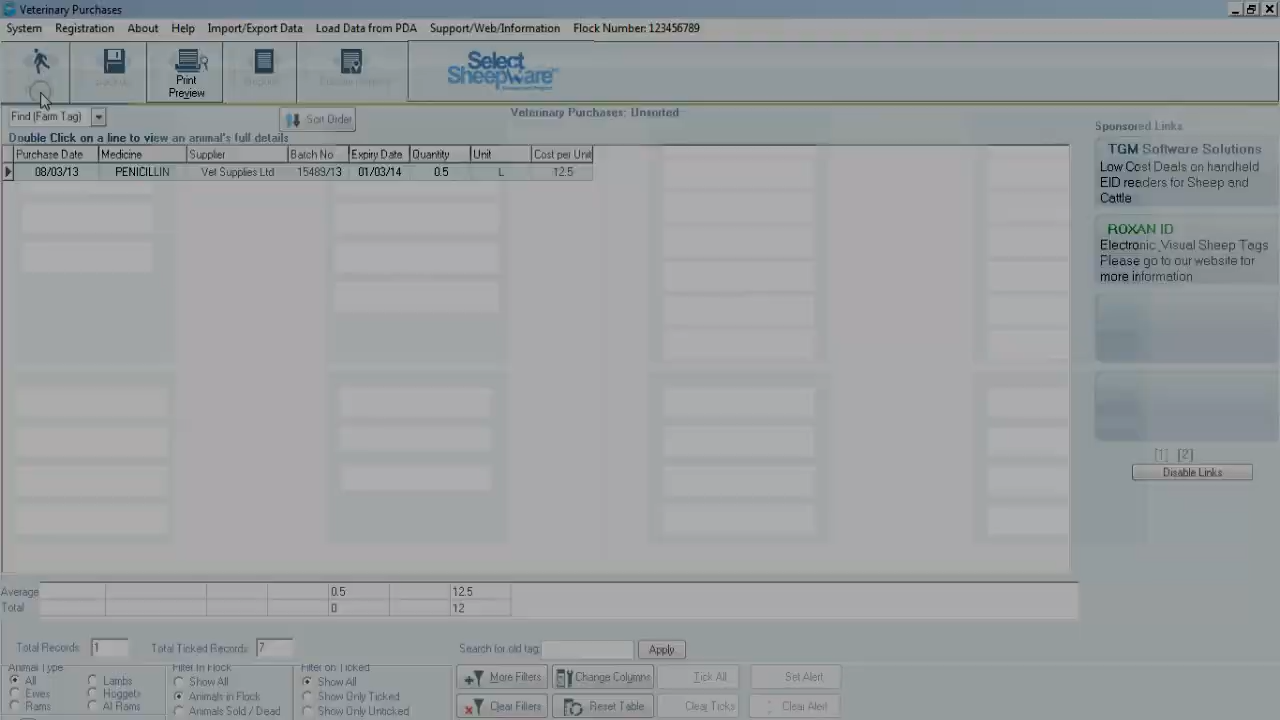 Veterinary Purchases
System Registration About Help Import/Export Data Load Data from PDA Support/Web/Information Flock Number: 123456789
Print Preview
Select SheepWare
Find (Farm Tag) Sort Order Veterinary Purchases: Unsorted
Double Click on a line to view an animal's full details
Purchase Date Medicine Supplier Batch No Expiry Date Quantity Unit Cost per Unit
08/03/13 PENICILLIN Vet Supplies Ltd 15489/13 01/03/14 0.5 L 12.5
Sponsored Links
TGM Software Solutions
Low Cost Deals on handheld
EID readers for Sheep and
Cattle
ROXAN ID
Electronic,Visual Sheep Tags
Please go to our website for
more information
[1] [2]
Disable Links
Average 0.5 12.5
Total 0 12
Total Records 1 Total Ticked Records 7 Search for old tag: Apply
Animal Type Filter In Flock Filter on Ticked
All Lambs Show All Show All More Filters Change Columns Tick All Set Alert
Ewes Hoggets Animals in Flock Show Only Ticked
Rams AI Rams Animals Sold / Dead Show Only Unticked Clear Filters Reset Table Clear Ticks Clear Alert